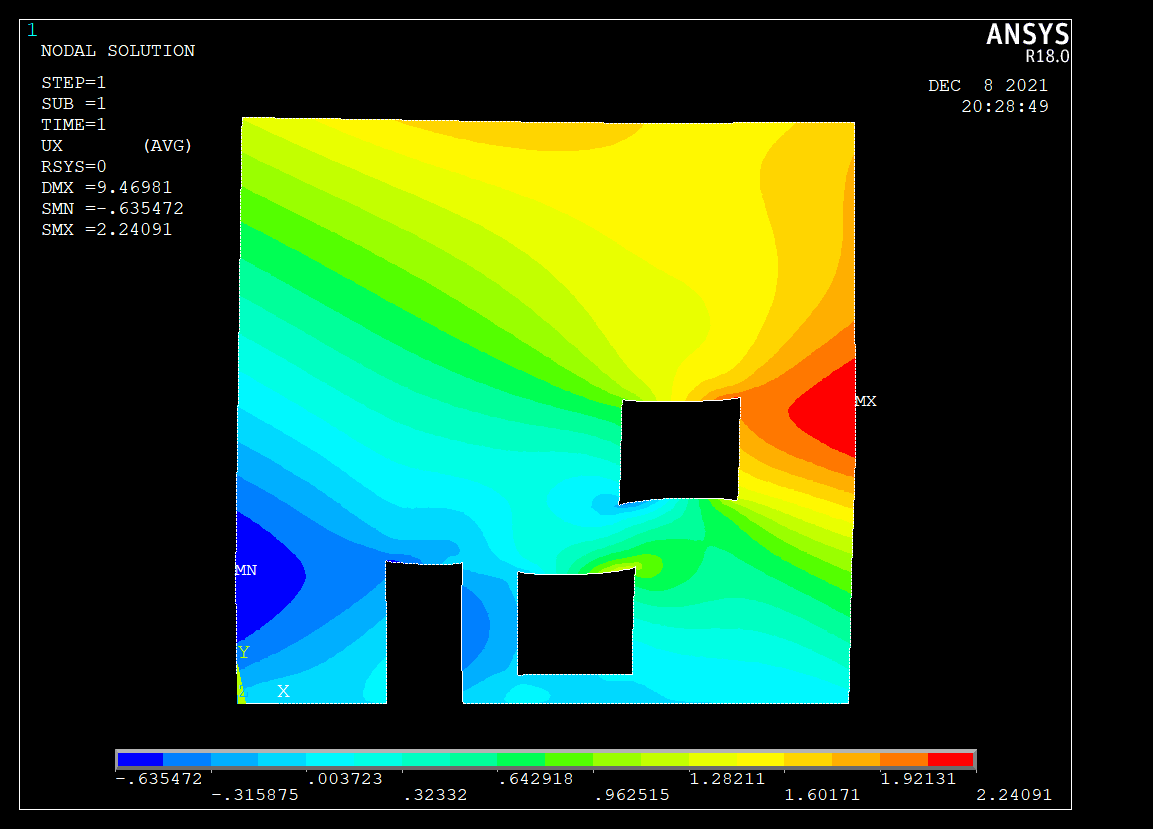 1
NODAL SOLUTION
STEP=1
SUB =1
TIME=1
UX (AVG)
RSYS=0
DMX =9.46981
SMN =-.635472
SMX =2.24091
ANSYS
R18.0
DEC 8 2021
20:28:49
MX
MN
Y
Z X
-.635472 .003723 .642918 1.28211 1.92131
-.315875 .32332 .962515 1.60171 2.24091